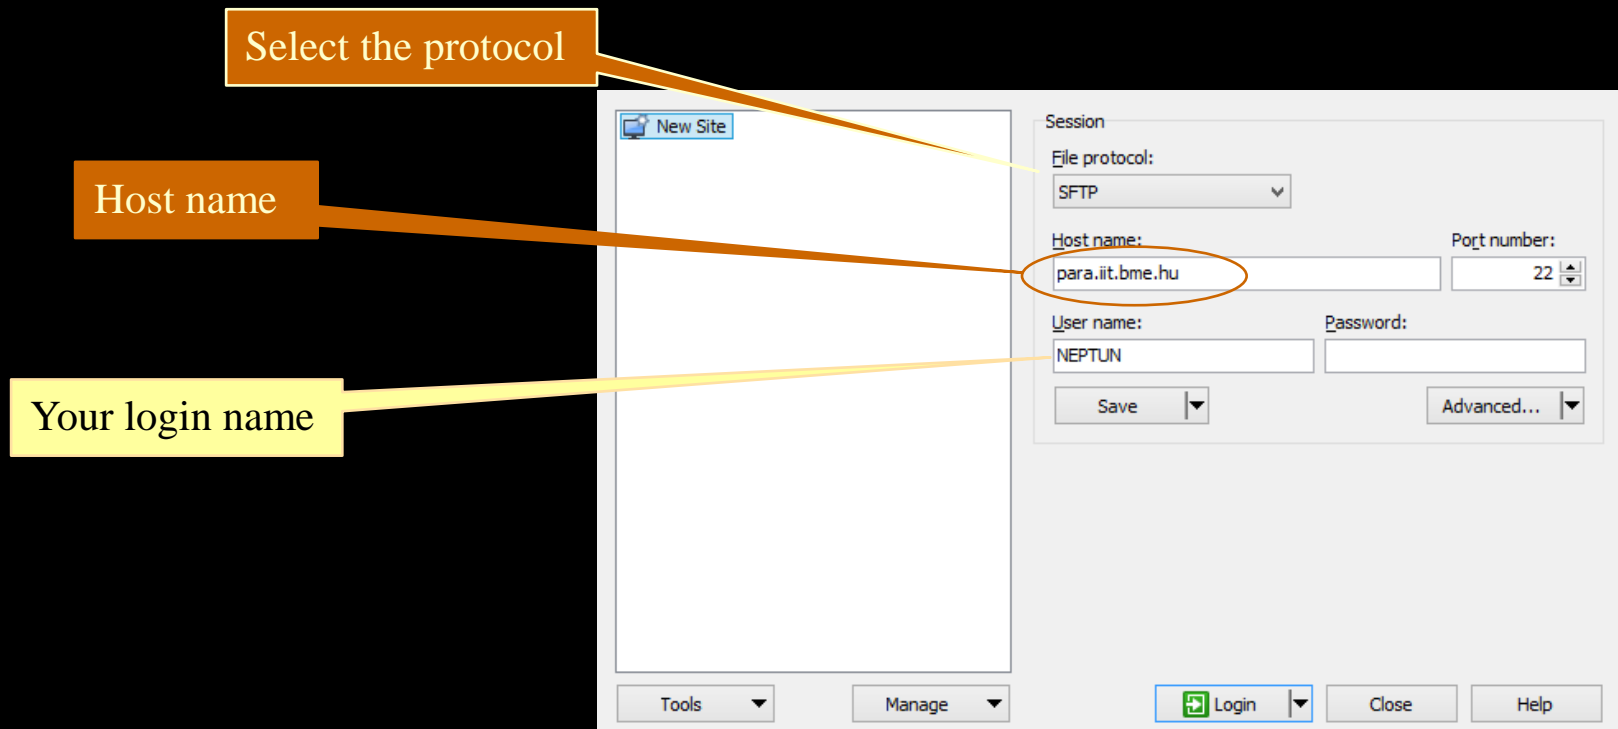 Select the protocol
Host name
Your login name
New Site
Session
File protocol:
SFTP
Host name:
Port number:
para.iit.bme.hu
22
User name:
Password:
NEPTUN
Save
Advanced...
Tools
Manage
Login
Close
Help